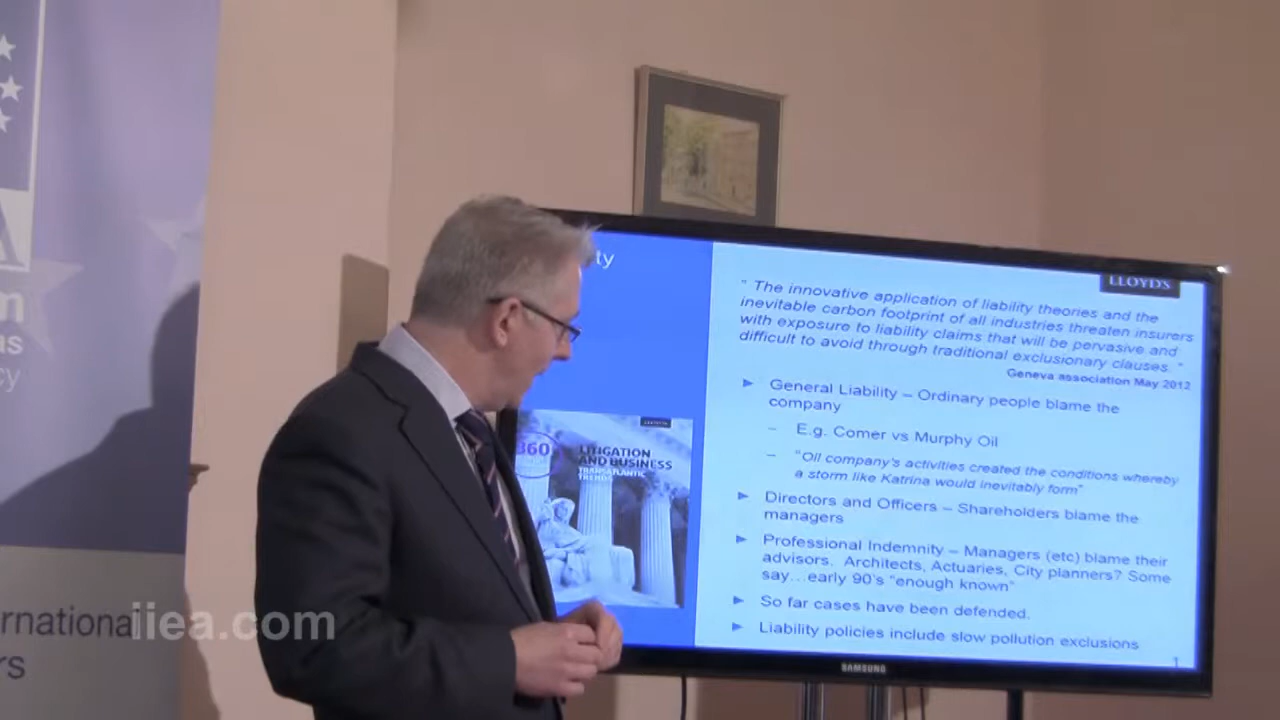 A
m
as
cy
rnational
rs
iiea.com
ty
LLOYD'S
" The innovative application of liability theories and the
inevitable carbon footprint of all industries threaten insurers
with exposure to liability claims that will be pervasive and
difficult to avoid through traditional exclusionary clauses. "
Geneva association May 2012
► General Liability – Ordinary people blame the
company
– E.g. Comer vs Murphy Oil
– "Oil company's activities created the conditions whereby
a storm like Katrina would inevitably form"
► Directors and Officers – Shareholders blame the
managers
► Professional Indemnity – Managers (etc) blame their
advisors. Architects, Actuaries, City planners? Some
say…early 90's "enough known"
► So far cases have been defended.
► Liability policies include slow pollution exclusions
1
LLOYD'S
360
LITIGATION
AND BUSINESS
TRANSATLANTIC
TRENDS
SAMSUNG